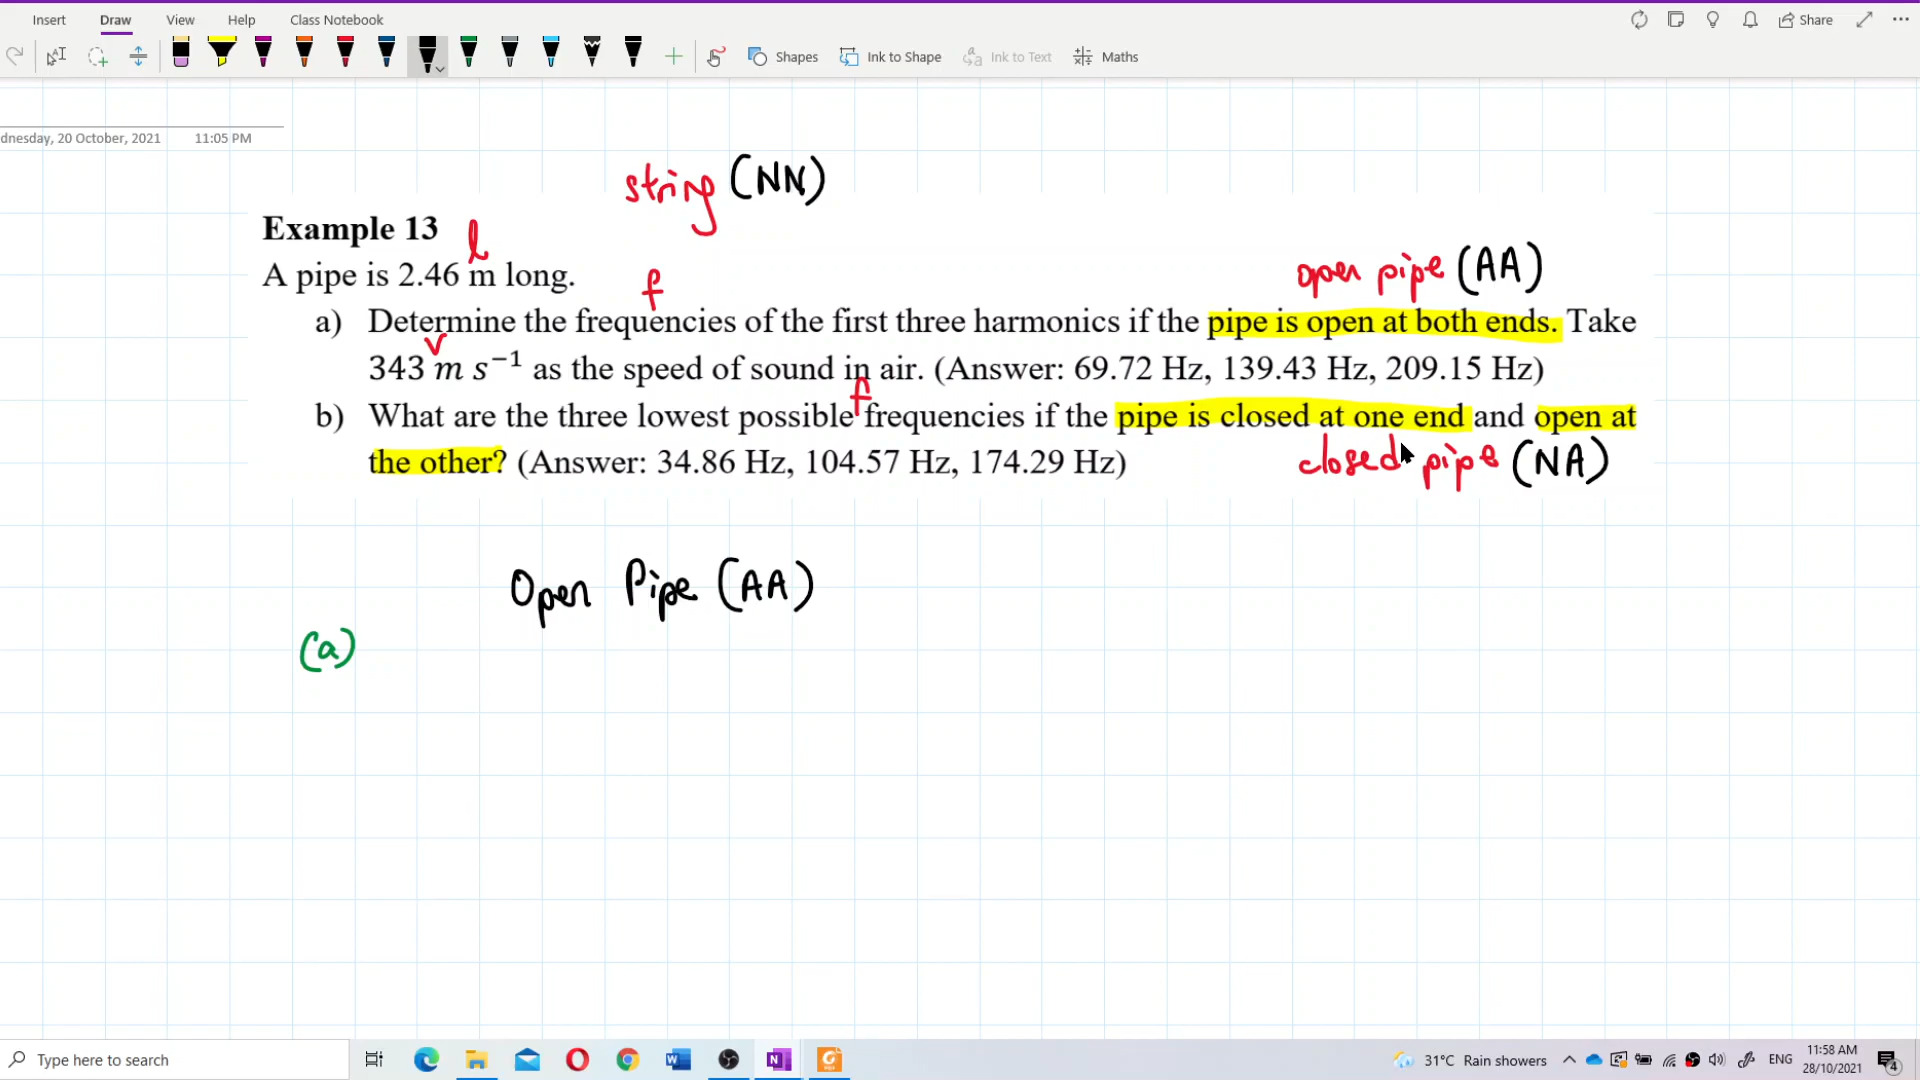 Insert Draw View Help Class Notebook Share
Shapes Ink to Shape Ink to Text Maths
dnesday, 20 October, 2021 11:05 PM
string (NN)
Example 13
l
A pipe is 2.46 m long.
f
open pipe (AA)
a) Determine the frequencies of the first three harmonics if the pipe is open at both ends. Take
v
343 m s⁻¹ as the speed of sound in air. (Answer: 69.72 Hz, 139.43 Hz, 209.15 Hz)
f
b) What are the three lowest possible frequencies if the pipe is closed at one end and open at
the other? (Answer: 34.86 Hz, 104.57 Hz, 174.29 Hz)
closed pipe (NA)
Open Pipe (AA)
(a)
Type here to search
31°C Rain showers ENG 11:58 AM
28/10/2021 4